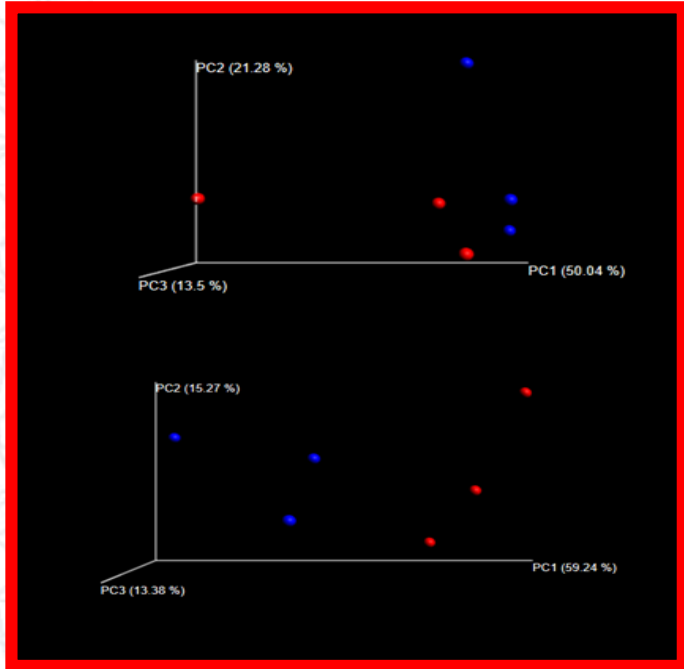 PC2 (21.28 %)
PC1 (50.04 %)
PC3 (13.5 %)
PC2 (15.27 %)
PC1 (59.24 %)
PC3 (13.38 %)